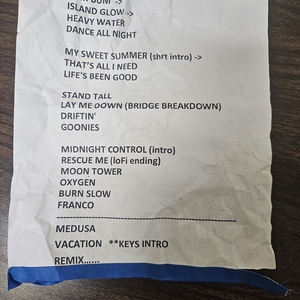 ISLAND GLOW ->
HEAVY WATER
DANCE ALL NIGHT
MY SWEET SUMMER (shrt intro) ->
THAT'S ALL I NEED
LIFE'S BEEN GOOD
STAND TALL
LAY ME DOWN (BRIDGE BREAKDOWN)
DRIFTIN'
GOONIES
MIDNIGHT CONTROL (intro)
RESCUE ME (loFi ending)
MOON TOWER
OXYGEN
BURN SLOW
FRANCO
MEDUSA
VACATION **KEYS INTRO
REMIX......